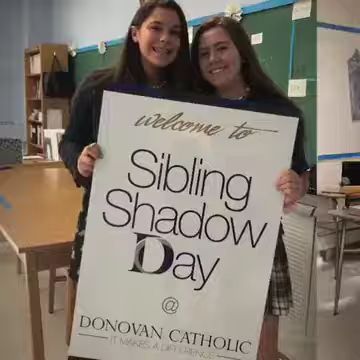 welcome to
Sibling
Shadow
Day
@
DONOVAN CATHOLIC
IT MAKES A DIFFERENCE